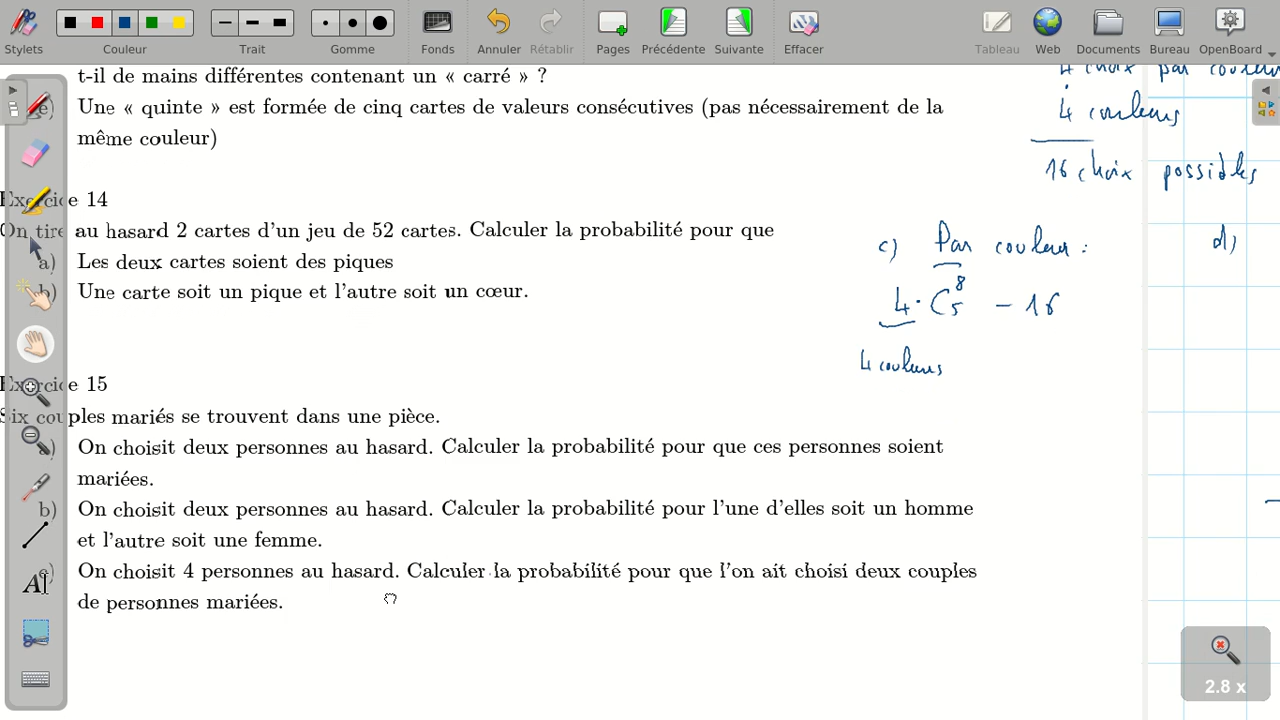 Stylets Couleur Trait Gomme Fonds Annuler Rétablir Pages Précédente Suivante Effacer Tableau Web Documents Bureau OpenBoard
t-il de mains différentes contenant un « carré » ?
e) Une « quinte » est formée de cinq cartes de valeurs consécutives (pas nécessairement de la
même couleur)
4 choix par couleur
4 couleurs
16 choix possibles
Exercice 14
On tire au hasard 2 cartes d'un jeu de 52 cartes. Calculer la probabilité pour que
a) Les deux cartes soient des piques
b) Une carte soit un pique et l'autre soit un cœur.
c) Par couleur :
4 · C₅⁸ − 16
4 couleurs
d)
Exercice 15
Six couples mariés se trouvent dans une pièce.
a) On choisit deux personnes au hasard. Calculer la probabilité pour que ces personnes soient
mariées.
b) On choisit deux personnes au hasard. Calculer la probabilité pour l'une d'elles soit un homme
et l'autre soit une femme.
c) On choisit 4 personnes au hasard. Calculer la probabilité pour que l'on ait choisi deux couples
de personnes mariées.
2.8 x